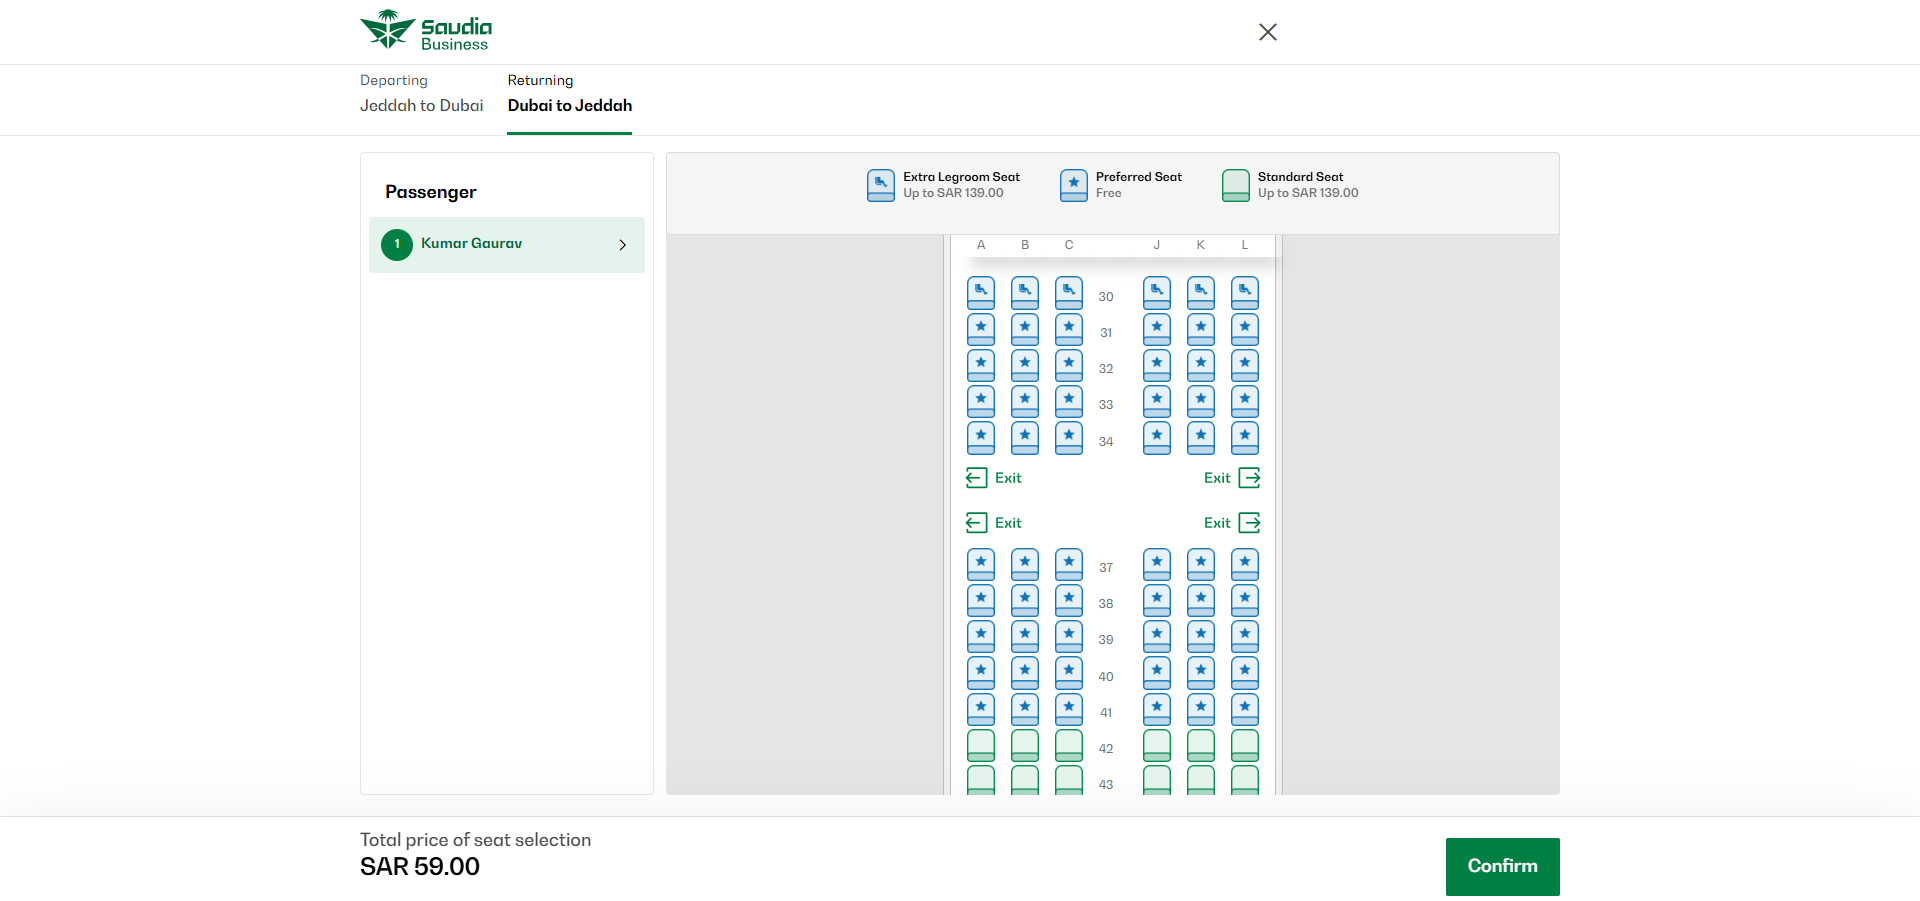 Saudia
Business
Departing
Jeddah to Dubai
Returning
Dubai to Jeddah
Passenger
1 Kumar Gaurav
Extra Legroom Seat
Up to SAR 139.00
Preferred Seat
Free
Standard Seat
Up to SAR 139.00
A B C J K L
30
31
32
33
34
Exit Exit
Exit Exit
37
38
39
40
41
42
43
Total price of seat selection
SAR 59.00
Confirm